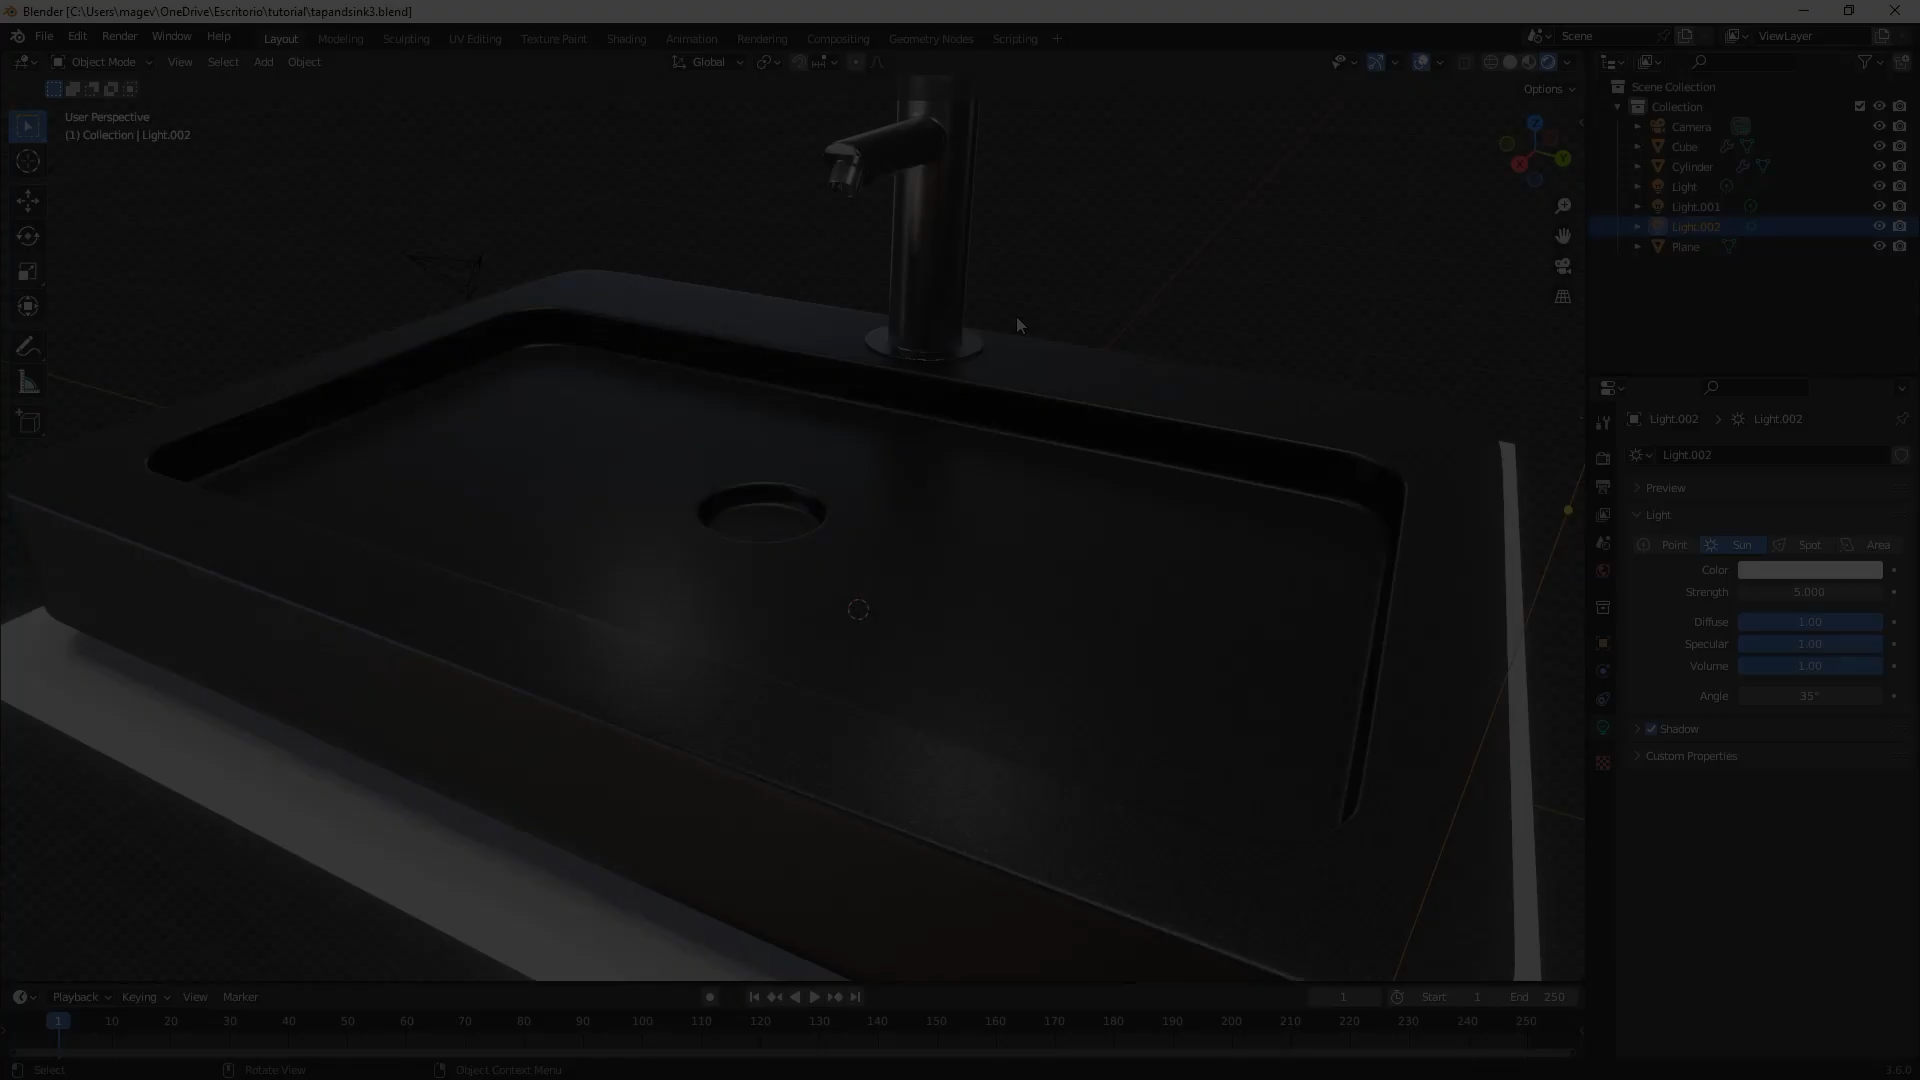 Blender [C:\Users\magev\OneDrive\Escritorio\tutorial\tapandsink3.blend]
File Edit Render Window Help Layout Modeling Sculpting UV Editing Texture Paint Shading Animation Rendering Compositing Geometry Nodes Scripting + Scene ViewLayer
Object Mode View Select Add Object Global
Options
User Perspective
(1) Collection | Light.002
Z
Y
X
Scene Collection
Collection
Camera
Cube
Cylinder
Light
Light.001
Light.002
Plane
Light.002 > Light.002
Light.002
Preview
Light
Point Sun Spot Area
Color
Strength 5.000
Diffuse 1.00
Specular 1.00
Volume 1.00
Angle 35°
Shadow
Custom Properties
Playback Keying View Marker 1 Start 1 End 250
1 10 20 30 40 50 60 70 80 90 100 110 120 130 140 150 160 170 180 190 200 210 220 230 240 250
Select Rotate View Object Context Menu 3.6.0